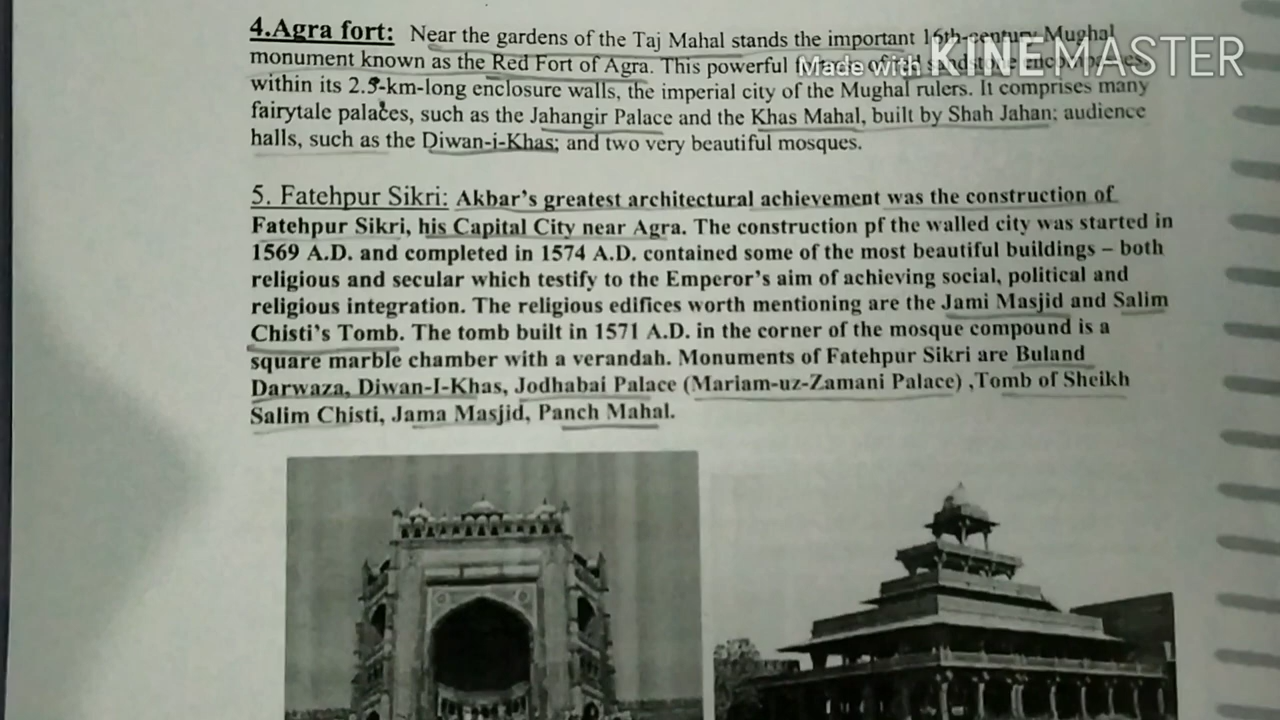 4.Agra fort: Near the gardens of the Taj Mahal stands the important 16th-century Mughal
monument known as the Red Fort of Agra. This powerful
Made with KINEMASTER
within its 2.5-km-long enclosure walls, the imperial city of the Mughal rulers. It comprises many
fairytale palaces, such as the Jahangir Palace and the Khas Mahal, built by Shah Jahan; audience
halls, such as the Diwan-i-Khas; and two very beautiful mosques.
5. Fatehpur Sikri: Akbar's greatest architectural achievement was the construction of
Fatehpur Sikri, his Capital City near Agra. The construction pf the walled city was started in
1569 A.D. and completed in 1574 A.D. contained some of the most beautiful buildings – both
religious and secular which testify to the Emperor's aim of achieving social, political and
religious integration. The religious edifices worth mentioning are the Jami Masjid and Salim
Chisti's Tomb. The tomb built in 1571 A.D. in the corner of the mosque compound is a
square marble chamber with a verandah. Monuments of Fatehpur Sikri are Buland
Darwaza, Diwan-I-Khas, Jodhabai Palace (Mariam-uz-Zamani Palace) ,Tomb of Sheikh
Salim Chisti, Jama Masjid, Panch Mahal.